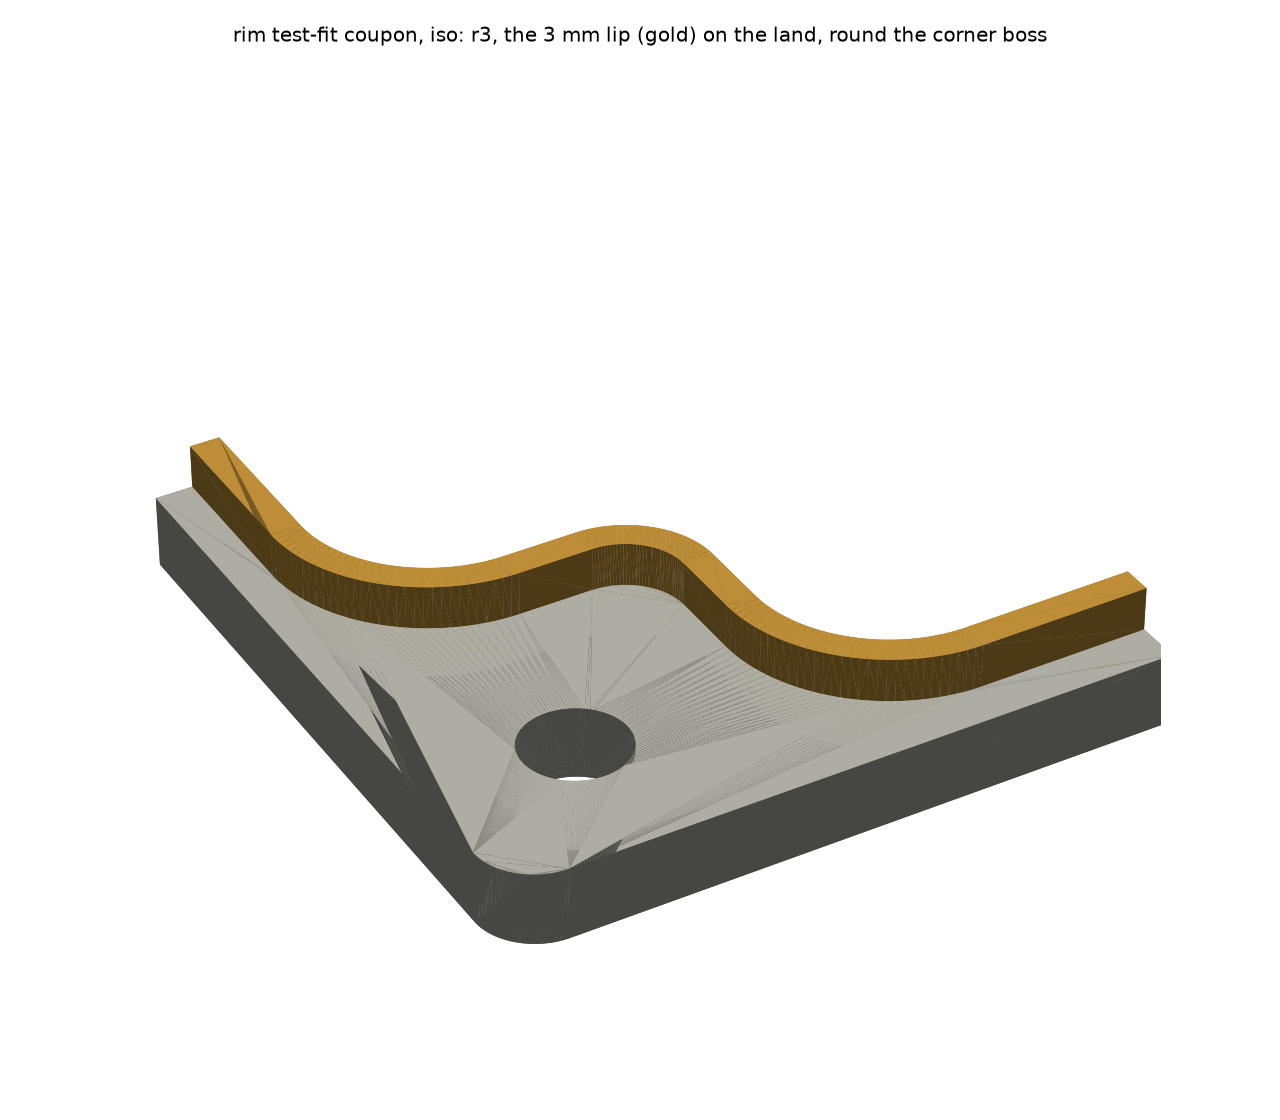 rim test-fit coupon, iso: r3, the 3 mm lip (gold) on the land, round the corner boss